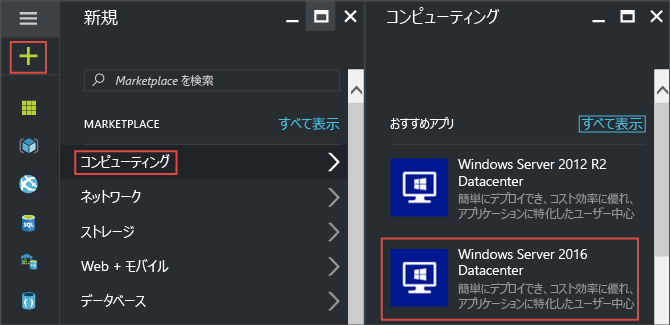 新規
Marketplace を検索
MARKETPLACE すべて表示
コンピューティング
ネットワーク
ストレージ
Web + モバイル
データベース
コンピューティング
おすすめアプリ すべて表示
Windows Server 2012 R2
Datacenter
簡単にデプロイでき、コスト効率に優れ、
アプリケーションに特化したユーザー中心
Windows Server 2016
Datacenter
簡単にデプロイでき、コスト効率に優れ、
アプリケーションに特化したユーザー中心
SQL